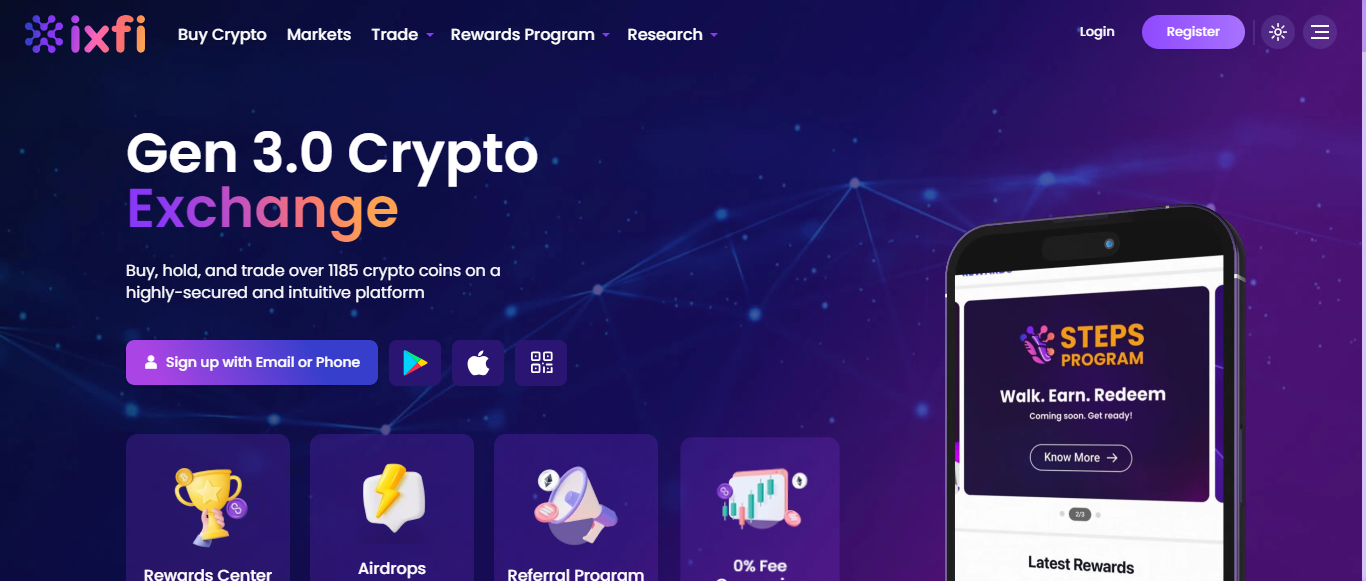 ixfi
Buy Crypto
Markets
Trade
Rewards Program
Research
Login
Register
Gen 3.0 Crypto
Exchange
Buy, hold, and trade over 1185 crypto coins on a
highly-secured and intuitive platform
Sign up with Email or Phone
STEPS
PROGRAM
Walk. Earn. Redeem
Coming soon. Get ready!
Know More
2/3
Latest Rewards
Rewards Center
Airdrops
Referral Program
0% Fee